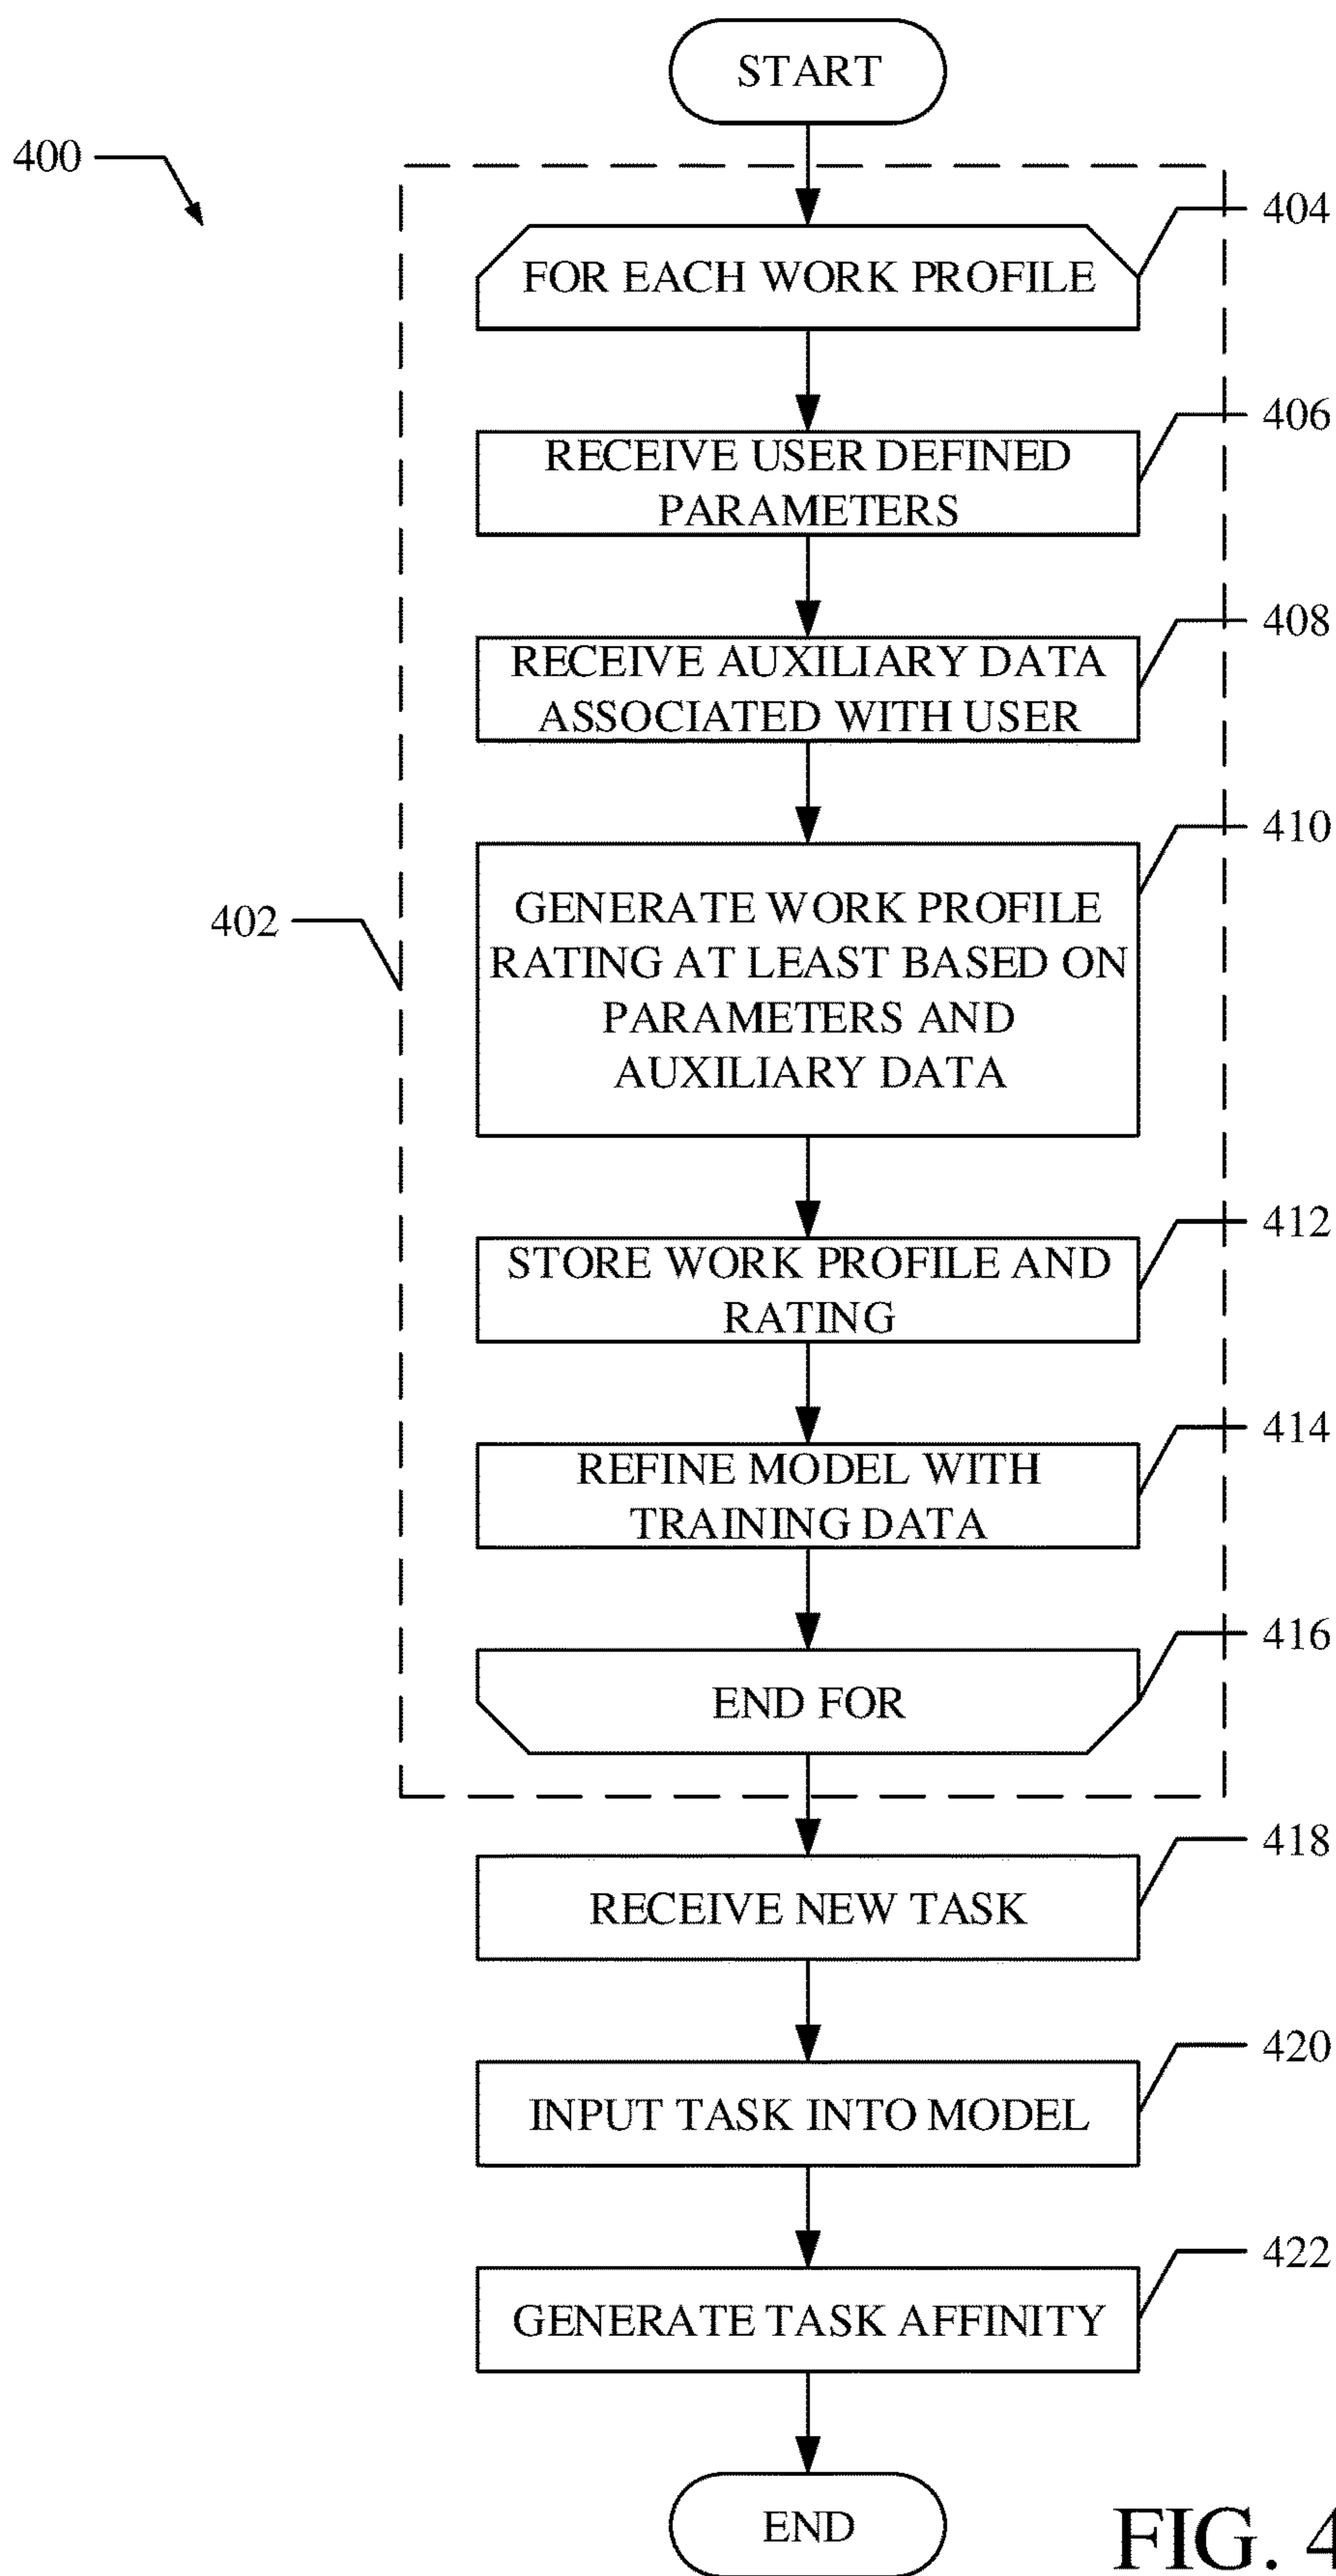 START
400
404
FOR EACH WORK PROFILE
406
RECEIVE USER DEFINED
PARAMETERS
408
RECEIVE AUXILIARY DATA
ASSOCIATED WITH USER
410
GENERATE WORK PROFILE
402
RATING AT LEAST BASED ON
PARAMETERS AND
AUXILIARY DATA
412
STORE WORK PROFILE AND
RATING
414
REFINE MODEL WITH
TRAINING DATA
416
END FOR
418
RECEIVE NEW TASK
420
INPUT TASK INTO MODEL
422
GENERATE TASK AFFINITY
END
FIG. 4